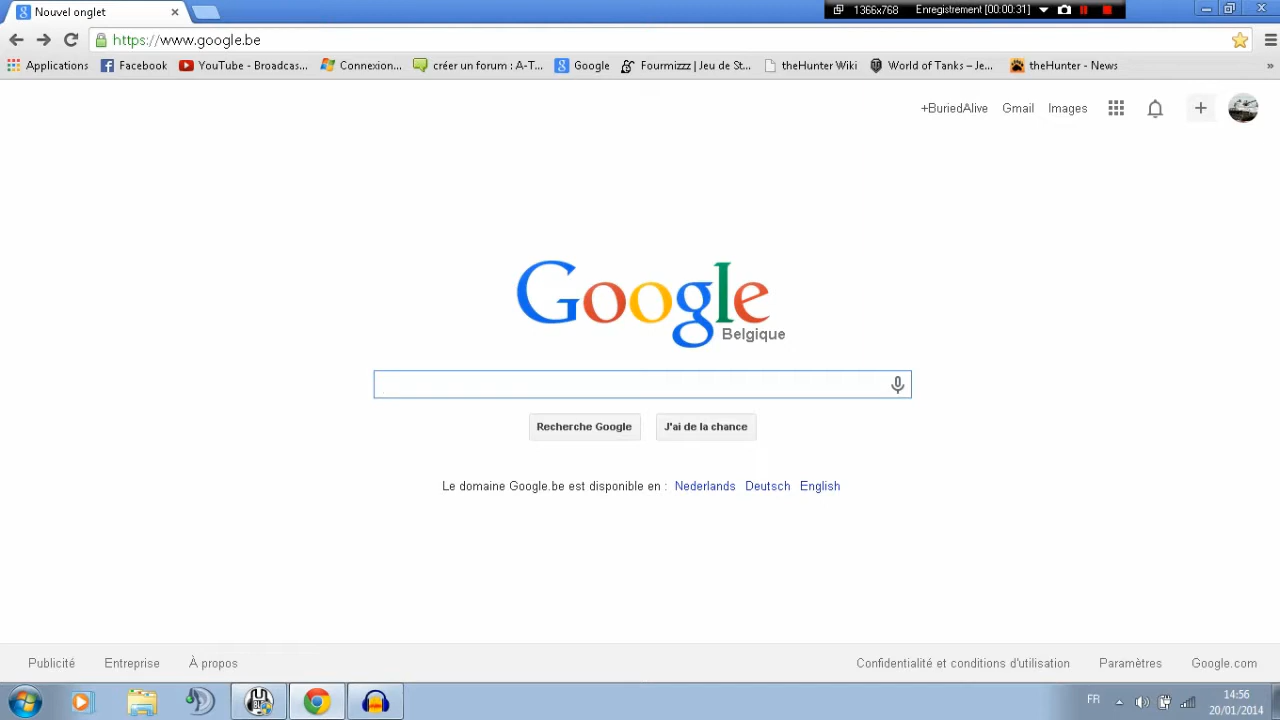 Nouvel onglet
1366x768 Enregistrement [00:00:31]
https://www.google.be
Applications Facebook YouTube - Broadcas... Connexion... créer un forum : A-T... Google Fourmizzz | Jeu de St... theHunter Wiki World of Tanks – Je... theHunter - News »
+BuriedAlive Gmail Images
Google
Belgique
Recherche Google J'ai de la chance
Le domaine Google.be est disponible en : Nederlands Deutsch English
Publicité Entreprise À propos Confidentialité et conditions d'utilisation Paramètres Google.com
FR 14:56
20/01/2014